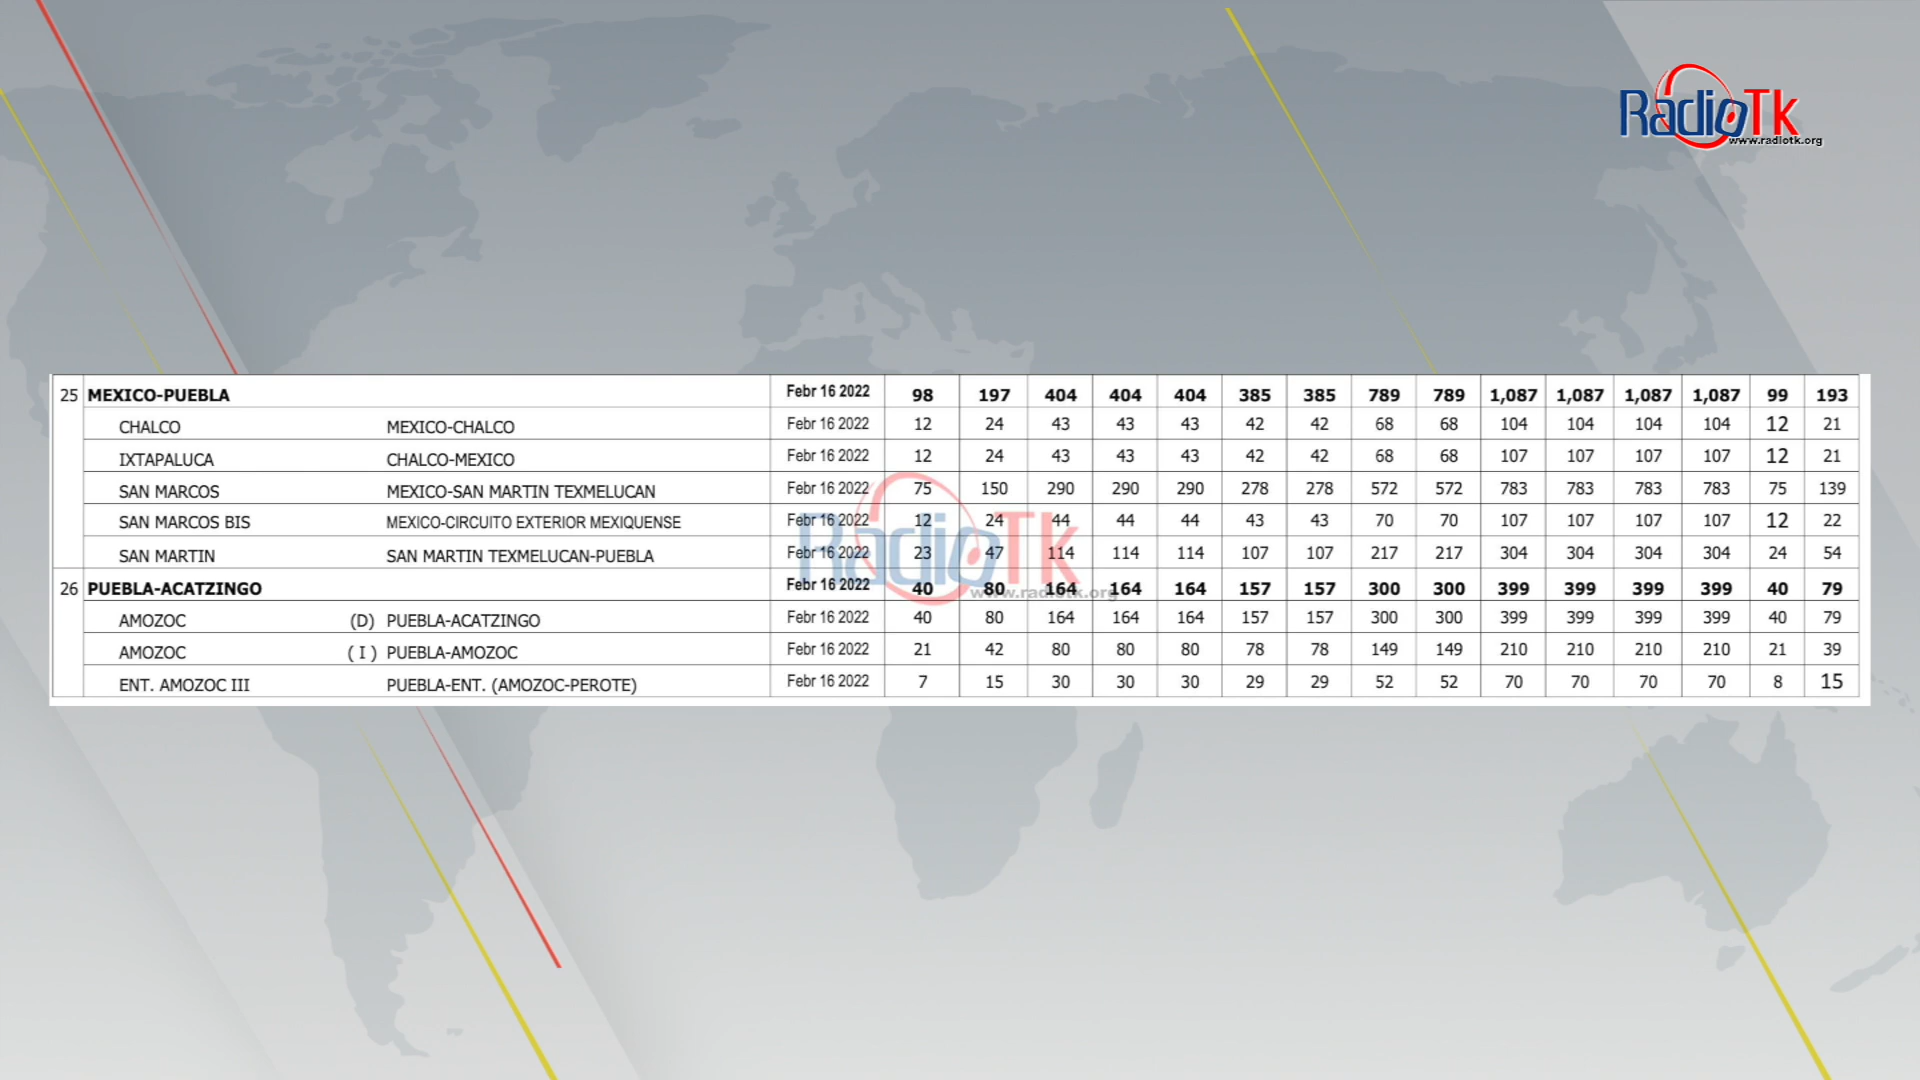 RadioTk
www.radiotk.org
25 MEXICO-PUEBLA Febr 16 2022 98 197 404 404 404 385 385 789 789 1,087 1,087 1,087 1,087 99 193
CHALCO MEXICO-CHALCO Febr 16 2022 12 24 43 43 43 42 42 68 68 104 104 104 104 12 21
IXTAPALUCA CHALCO-MEXICO Febr 16 2022 12 24 43 43 43 42 42 68 68 107 107 107 107 12 21
SAN MARCOS MEXICO-SAN MARTIN TEXMELUCAN Febr 16 2022 75 150 290 290 290 278 278 572 572 783 783 783 783 75 139
SAN MARCOS BIS MEXICO-CIRCUITO EXTERIOR MEXIQUENSE Febr 16 2022 12 24 44 44 44 43 43 70 70 107 107 107 107 12 22
SAN MARTIN SAN MARTIN TEXMELUCAN-PUEBLA Febr 16 2022 23 47 114 114 114 107 107 217 217 304 304 304 304 24 54
26 PUEBLA-ACATZINGO Febr 16 2022 40 80 164 164 164 157 157 300 300 399 399 399 399 40 79
AMOZOC (D) PUEBLA-ACATZINGO Febr 16 2022 40 80 164 164 164 157 157 300 300 399 399 399 399 40 79
AMOZOC ( I ) PUEBLA-AMOZOC Febr 16 2022 21 42 80 80 80 78 78 149 149 210 210 210 210 21 39
ENT. AMOZOC III PUEBLA-ENT. (AMOZOC-PEROTE) Febr 16 2022 7 15 30 30 30 29 29 52 52 70 70 70 70 8 15
RadioTk
www.radiotk.org